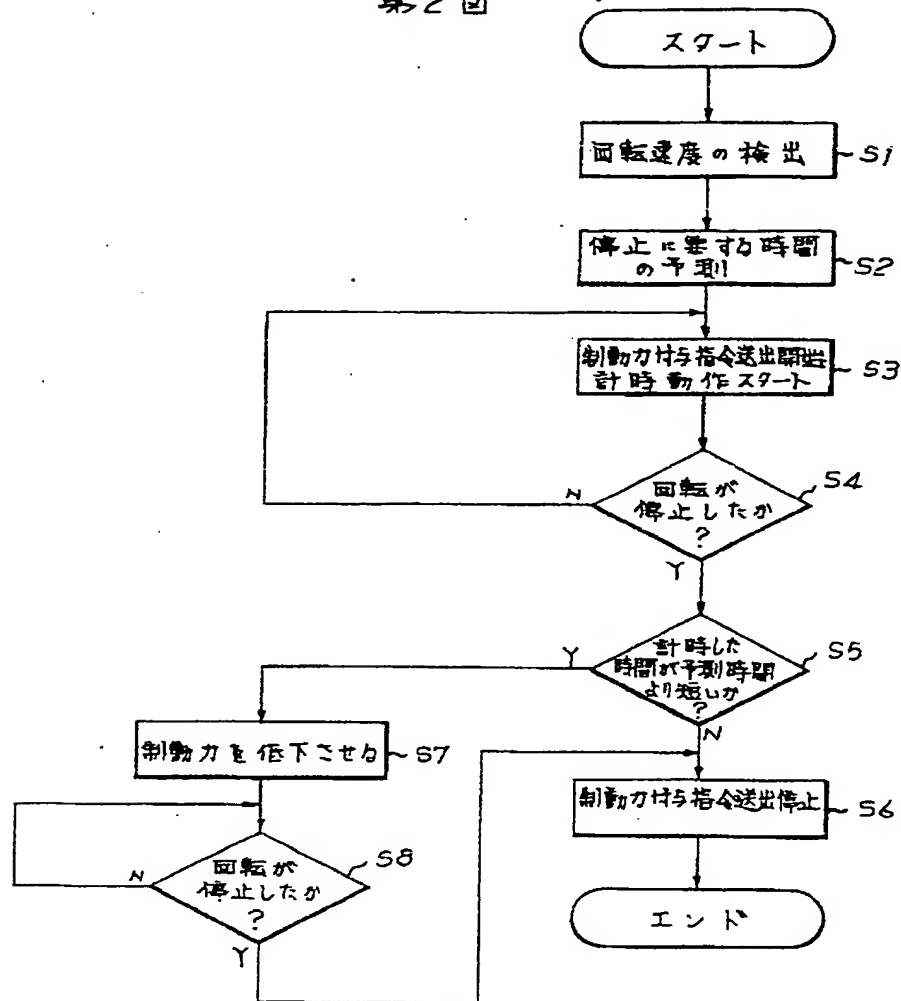 第2図
スタート
回転速度の検出
S1
停止に要する時間
の予測
S2
制動力付与指令送出開始
計時動作スタート
S3
回転が
停止したか
?
S4
N
Y
計時した
時間が予測時間
より短いか
?
S5
Y
N
制動力を低下させる
S7
制動力付与指令送出停止
S6
回転が
停止したか
?
S8
N
Y
エンド